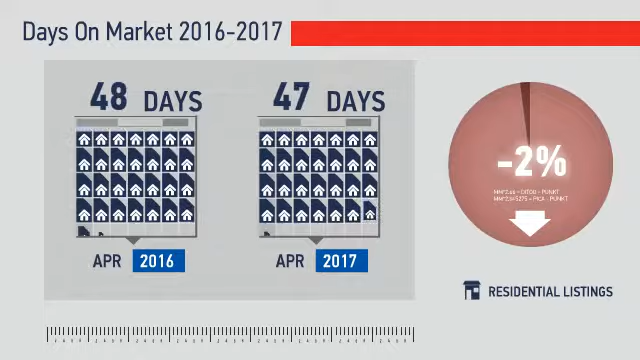 Days On Market 2016-2017
48 DAYS
47 DAYS
APR 2016
APR 2017
-2%
RESIDENTIAL LISTINGS